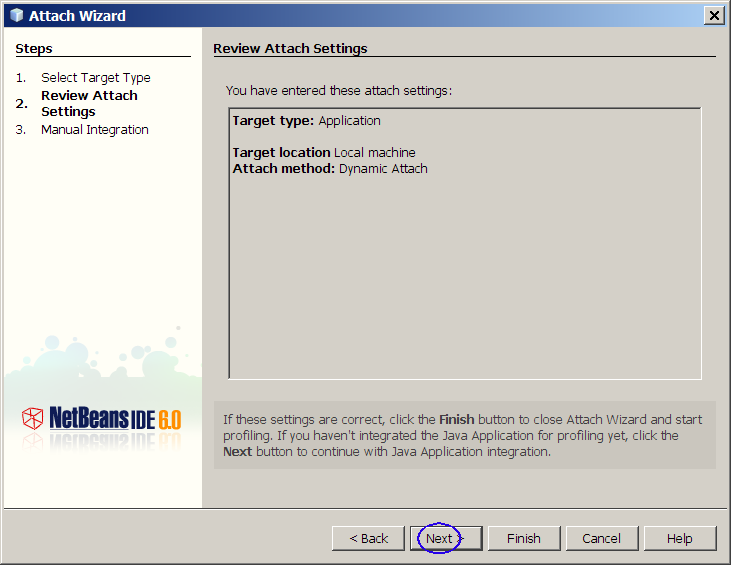 Attach Wizard
Steps
1. Select Target Type
2. Review Attach
Settings
3. Manual Integration
NetBeans IDE 6.0
Review Attach Settings
You have entered these attach settings:
Target type: Application
Target location Local machine
Attach method: Dynamic Attach
If these settings are correct, click the Finish button to close Attach Wizard and start
profiling. If you haven't integrated the Java Application for profiling yet, click the
Next button to continue with Java Application integration.
< Back Next > Finish Cancel Help